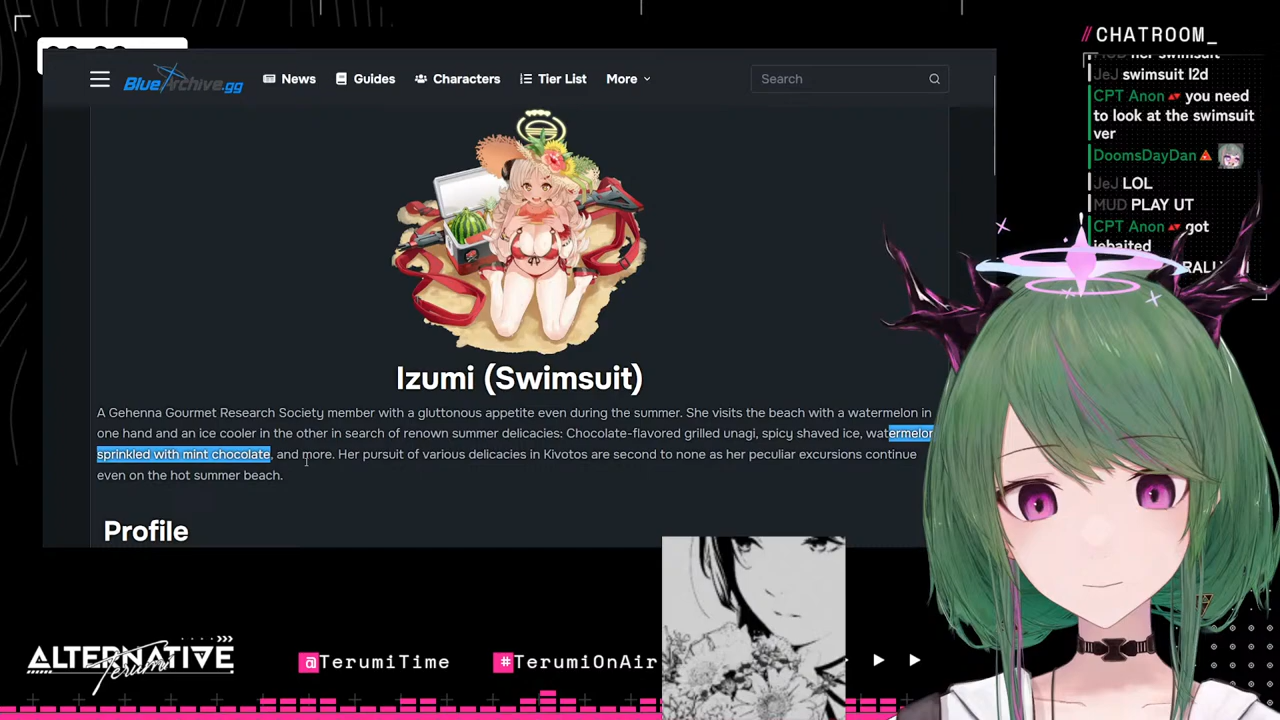 //CHATROOM_
BlueArchive.gg
News
Guides
Characters
Tier List
More
Search
JeJ swimsuit l2d
CPT Anon you need
to look at the swimsuit
ver
DoomsDayDan
JeJ LOL
MUD PLAY UT
CPT Anon got
jebaited
Izumi (Swimsuit)
A Gehenna Gourmet Research Society member with a gluttonous appetite even during the summer. She visits the beach with a watermelon in
one hand and an ice cooler in the other in search of renown summer delicacies: Chocolate-flavored grilled unagi, spicy shaved ice, watermelon
sprinkled with mint chocolate, and more. Her pursuit of various delicacies in Kivotos are second to none as her peculiar excursions continue
even on the hot summer beach.
Profile
ALTERNATIVE
Terumi
@TerumiTime
#TerumiOnAir